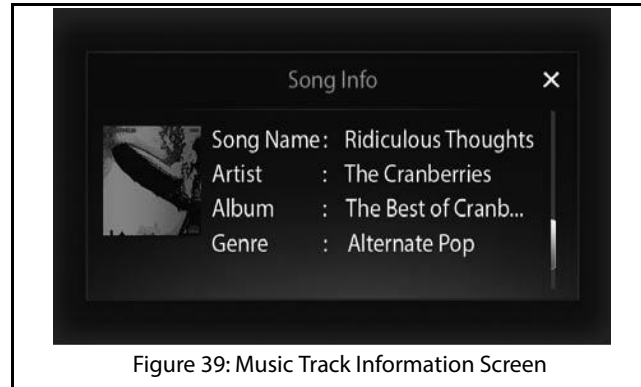 Song Info ×
Song Name: Ridiculous Thoughts
Artist : The Cranberries
Album : The Best of Cranb...
Genre : Alternate Pop
Figure 39: Music Track Information Screen